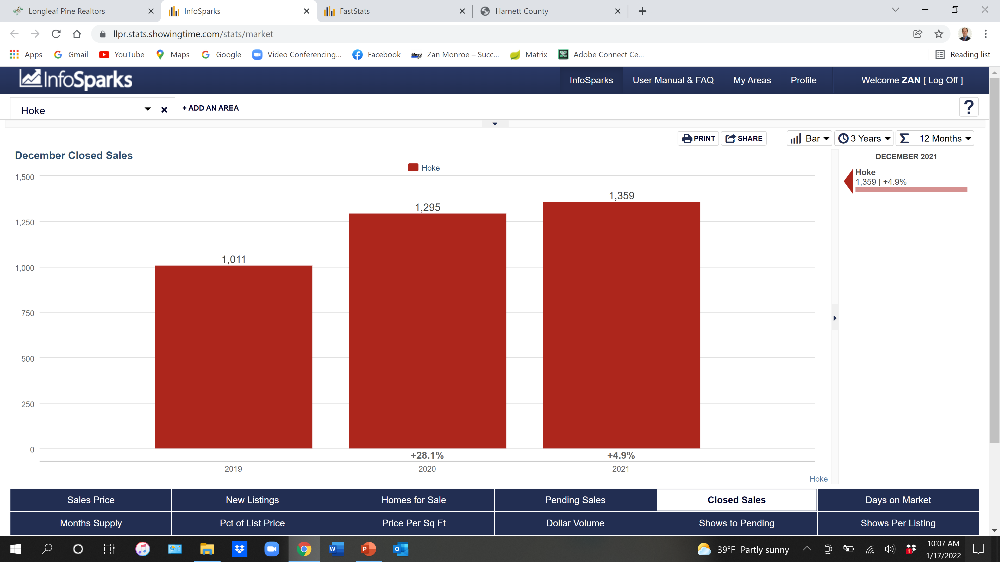 Longleaf Pine Realtors
InfoSparks
FastStats
Harnett County
llpr.stats.showingtime.com/stats/market
Apps
Gmail
YouTube
Maps
Google
Video Conferencing...
Facebook
Monroe
Zan Monroe – Succ...
Matrix
Adobe Connect Ce...
Reading list
InfoSparks
InfoSparks
User Manual & FAQ
My Areas
Profile
Welcome ZAN [ Log Off ]
Hoke
+ ADD AN AREA
?
PRINT
SHARE
Bar
3 Years
Σ 12 Months
December Closed Sales
Hoke
DECEMBER 2021
Hoke
1,359 | +4.9%
1,500
1,250
1,000
750
500
250
0
1,011
1,295
1,359
+28.1%
+4.9%
2019
2020
2021
Hoke
Sales Price
New Listings
Homes for Sale
Pending Sales
Closed Sales
Days on Market
Months Supply
Pct of List Price
Price Per Sq Ft
Dollar Volume
Shows to Pending
Shows Per Listing
W
P
O
39°F Partly sunny
1
10:07 AM
1/17/2022